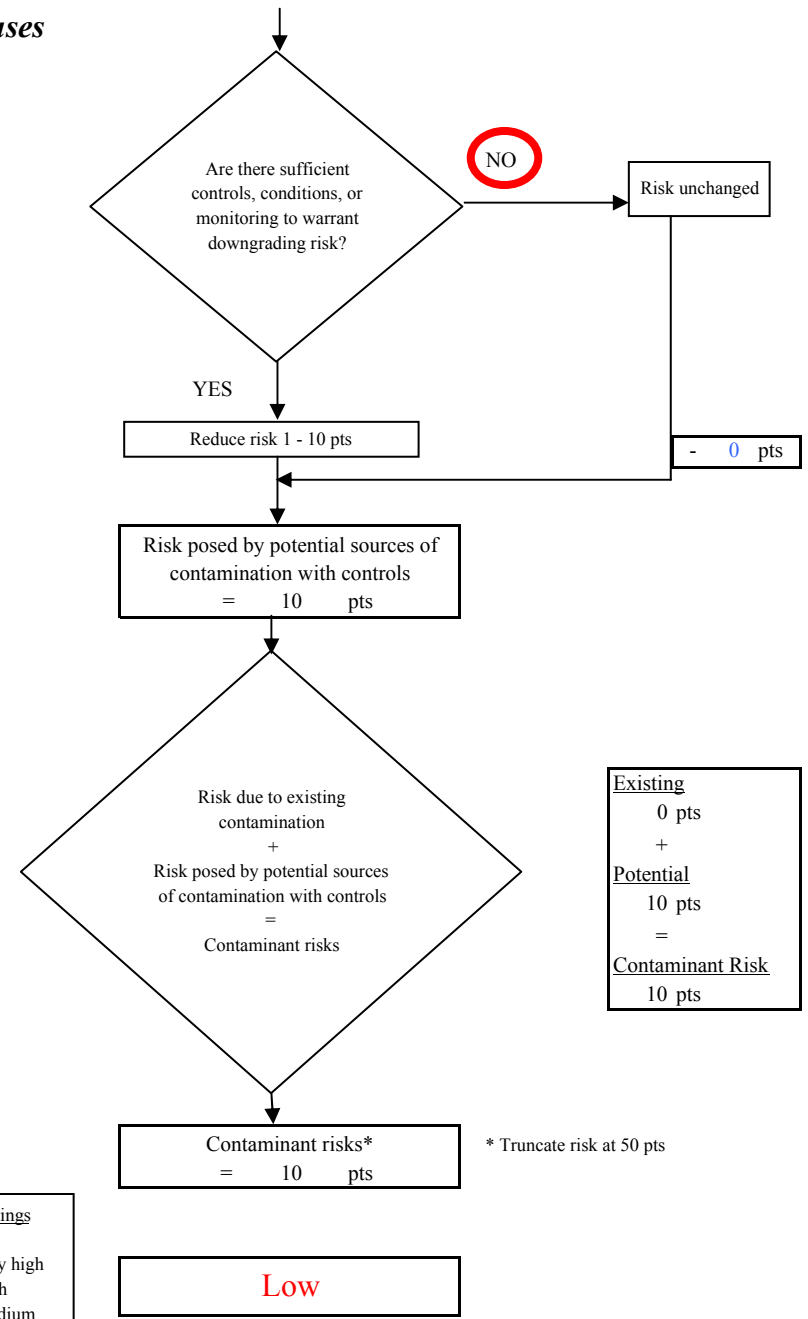 Are there sufficient
controls, conditions, or
monitoring to warrant
downgrading risk?
NO
Risk unchanged
YES
Reduce risk 1 - 10 pts
- 0 pts
Risk posed by potential sources of
contamination with controls
= 10 pts
Risk due to existing
contamination
+
Risk posed by potential sources
of contamination with controls
=
Contaminant risks
Existing
0 pts
+
Potential
10 pts
=
Contaminant Risk
10 pts
Contaminant risks*
= 10 pts
* Truncate risk at 50 pts
high
Low